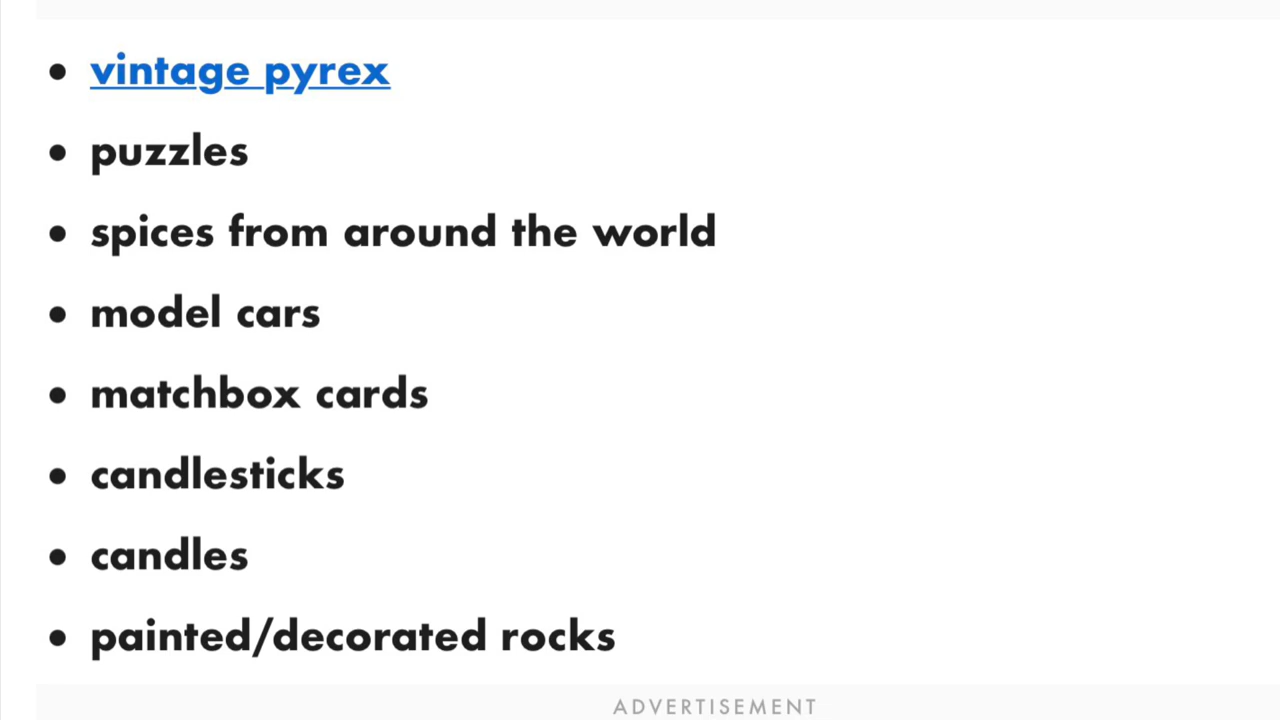 vintage pyrex
puzzles
spices from around the world
model cars
matchbox cards
candlesticks
candles
painted/decorated rocks
ADVERTISEMENT